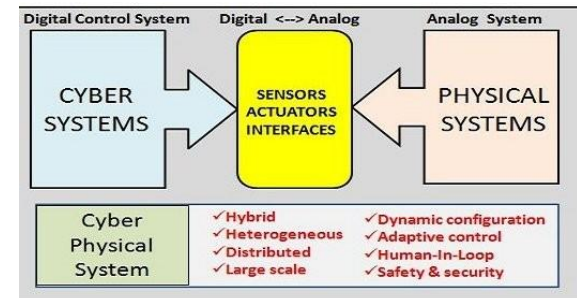 Digital Control System
Digital <--> Analog
Analog System
CYBER
SYSTEMS
SENSORS
ACTUATORS
INTERFACES
PHYSICAL
SYSTEMS
Cyber
Physical
System
✓Hybrid
✓Heterogeneous
✓Distributed
✓Large scale
✓Dynamic configuration
✓Adaptive control
✓Human-In-Loop
✓Safety & security